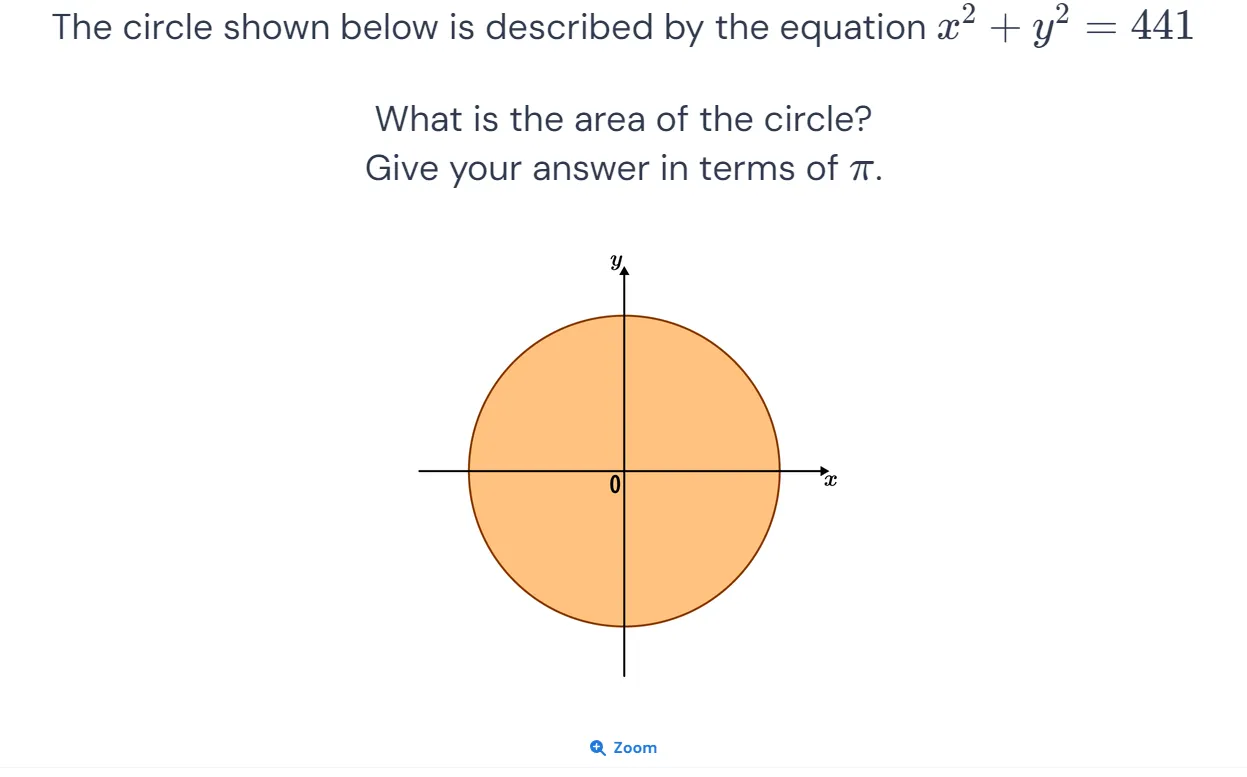 The circle shown below is described by the equation x² + y² = 441
What is the area of the circle?
Give your answer in terms of π.
y
0
x
Zoom